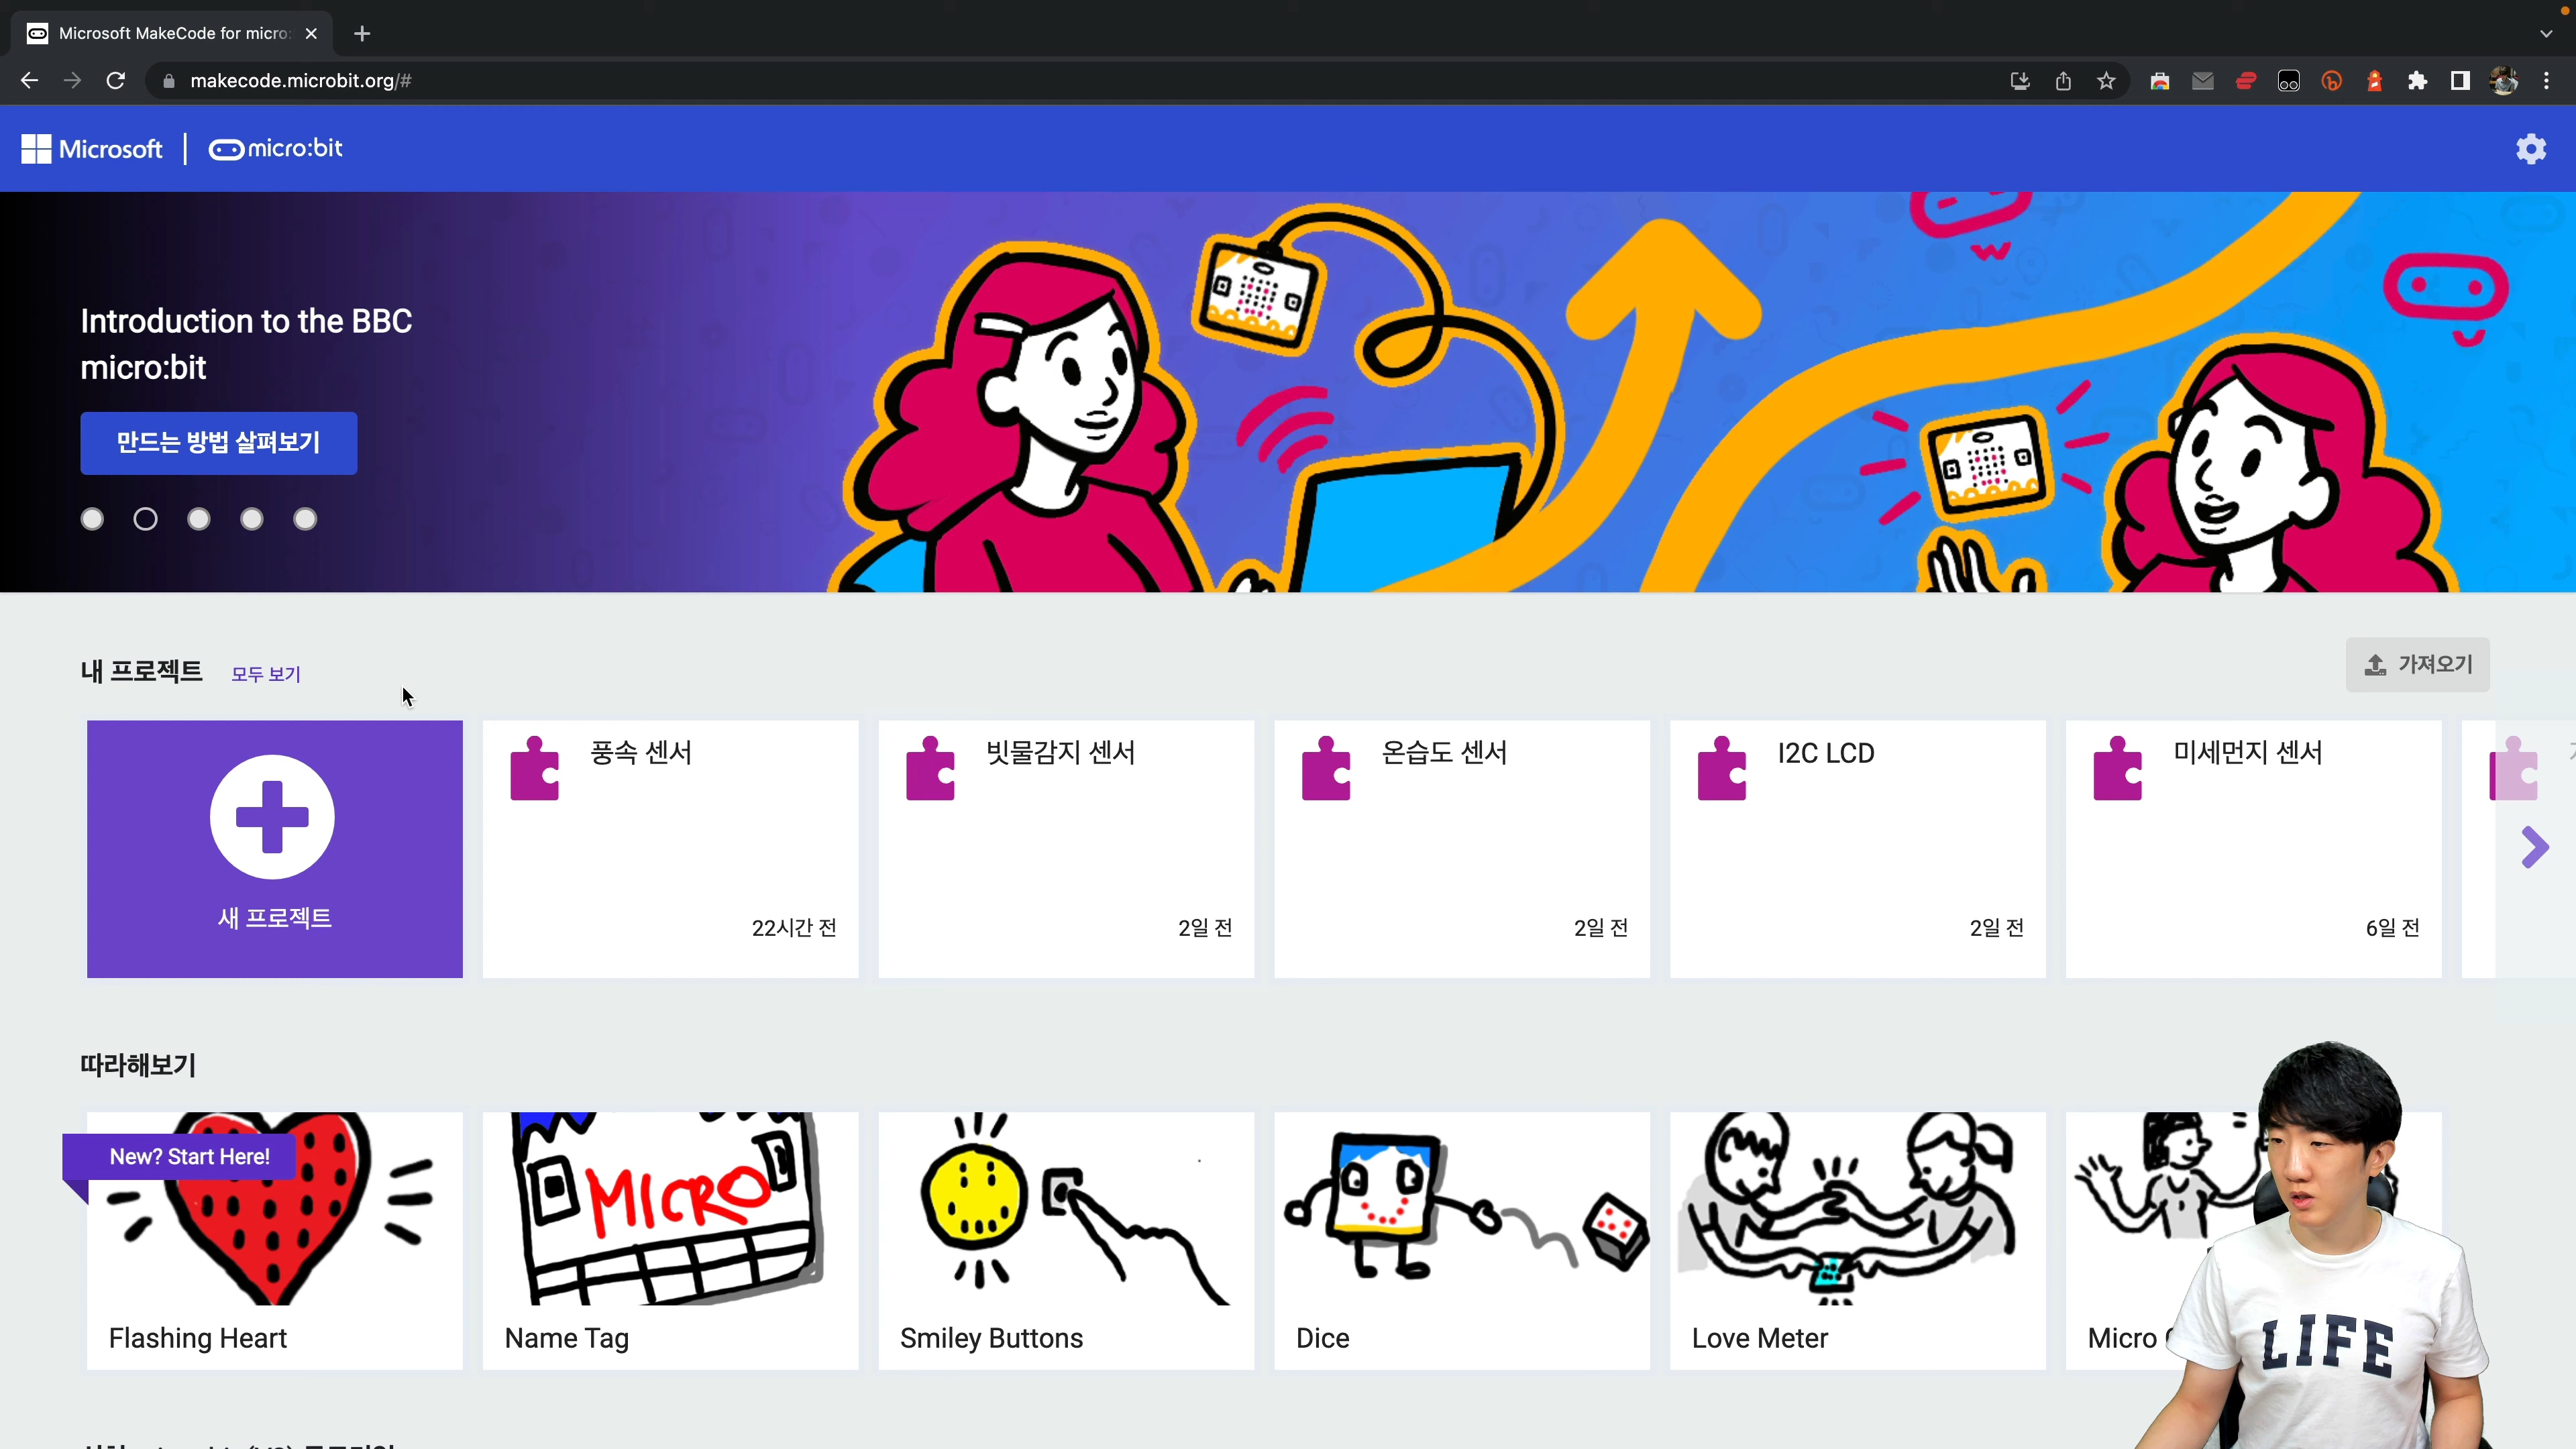 Microsoft MakeCode for micro:
makecode.microbit.org/#
Microsoft | micro:bit
Introduction to the BBC
micro:bit
만드는 방법 살펴보기
내 프로젝트 모두 보기
가져오기
새 프로젝트
풍속 센서
22시간 전
빗물감지 센서
2일 전
온습도 센서
2일 전
I2C LCD
2일 전
미세먼지 센서
6일 전
따라해보기
New? Start Here!
Flashing Heart
MICRO
Name Tag
Smiley Buttons
Dice
Love Meter
Micro
LIFE